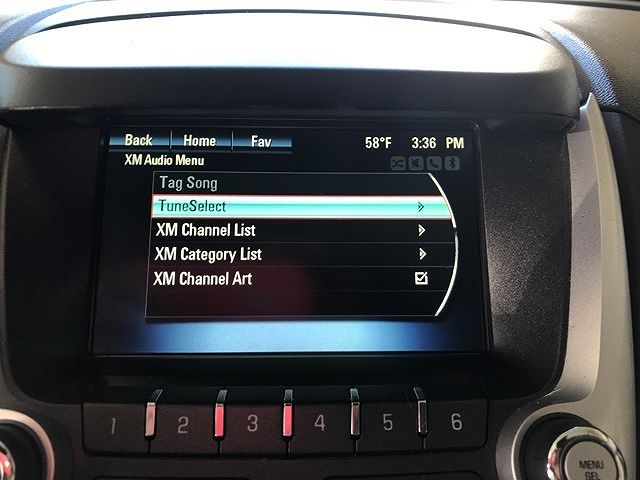 Back Home Fav 58°F 3:36 PM
XM Audio Menu
Tag Song
TuneSelect
XM Channel List
XM Category List
XM Channel Art
1 2 3 4 5 6
MENU
SEL